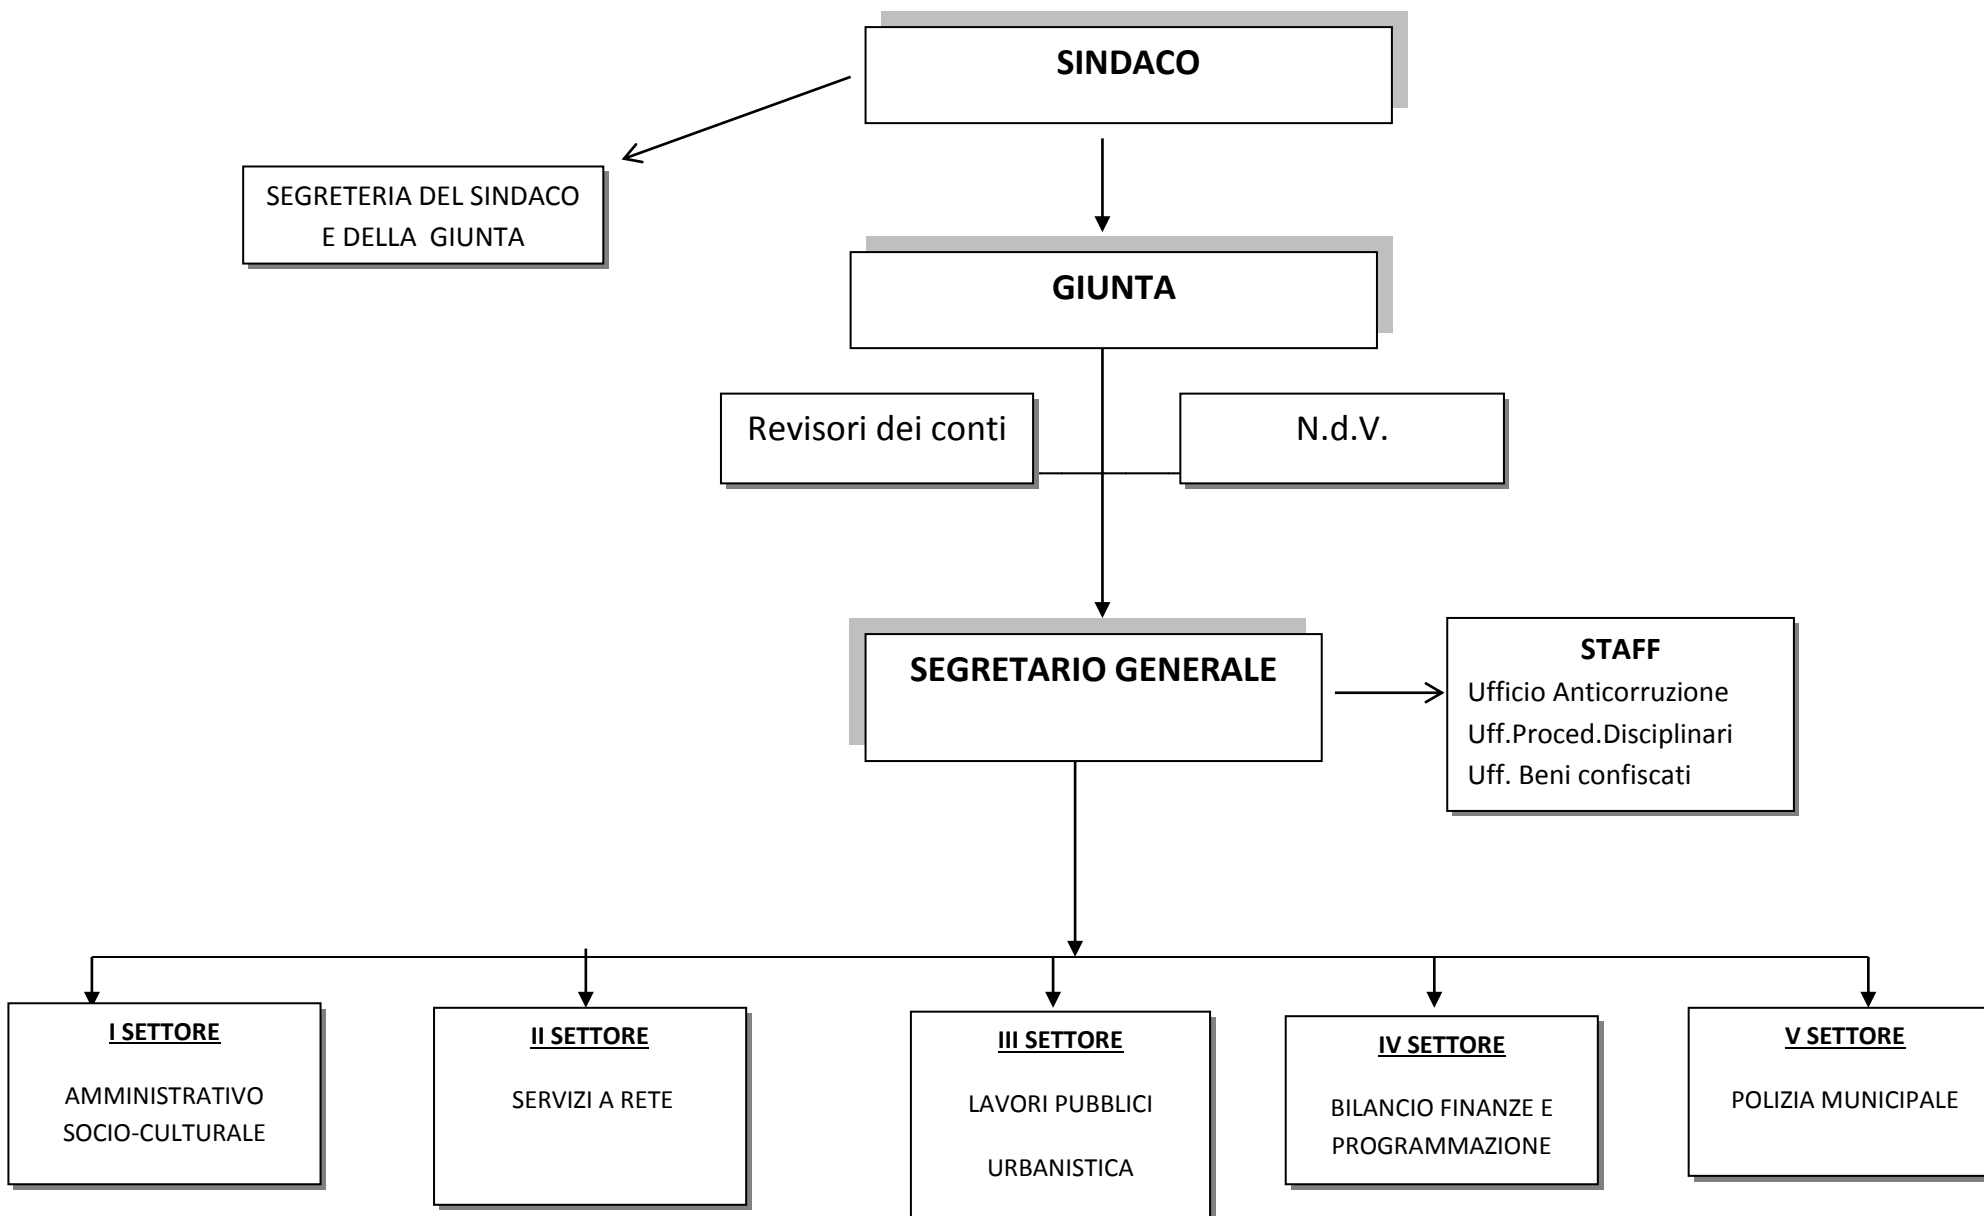 SINDACO
SEGRETERIA DEL SINDACO
E DELLA GIUNTA
GIUNTA
Revisori dei conti
N.d.V.
SEGRETARIO GENERALE
STAFF
Ufficio Anticorruzione
Uff.Proced.Disciplinari
Uff. Beni confiscati
I SETTORE
AMMINISTRATIVO
SOCIO-CULTURALE
II SETTORE
SERVIZI A RETE
III SETTORE
LAVORI PUBBLICI
URBANISTICA
IV SETTORE
BILANCIO FINANZE E
PROGRAMMAZIONE
V SETTORE
POLIZIA MUNICIPALE